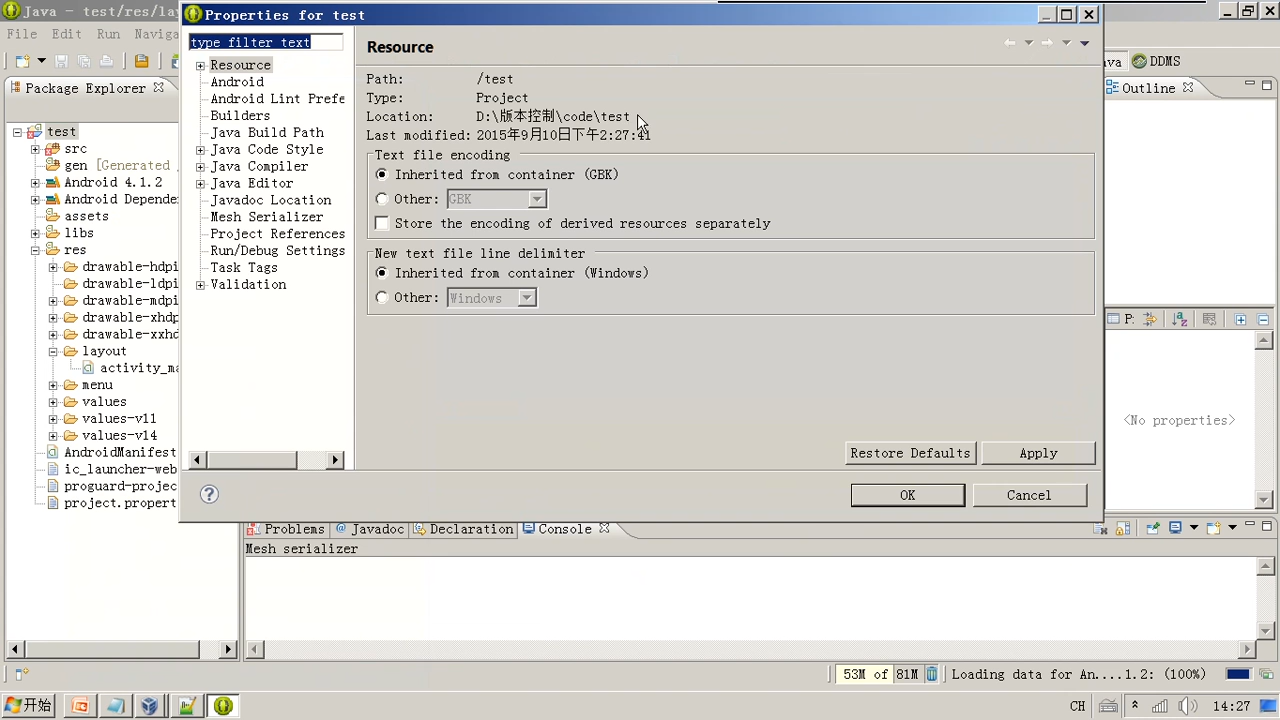 Java - test/res/lay
Properties for test
File Edit Run
type filter text
Resource
DDMS
Package Explorer
Outline
Resource
Android
Android Lint Prefe
Builders
Java Build Path
Java Code Style
Java Compiler
Java Editor
Javadoc Location
Mesh Serializer
Project References
Run/Debug Settings
Task Tags
Validation
Path: /test
Type: Project
Location: D:\版本控制\code\test
Last modified: 2015年9月10日下午2:27:41
Text file encoding
Inherited from container (GBK)
Other: GBK
Store the encoding of derived resources separately
New text file line delimiter
Inherited from container (Windows)
Other: Windows
Restore Defaults Apply
OK Cancel
test
src
gen [Generated
Android 4.1.2
Android Depende
assets
libs
res
drawable-hdpi
drawable-ldpi
drawable-mdpi
drawable-xhdp
drawable-xxhd
layout
activity_ma
menu
values
values-v11
values-v14
AndroidManifest
ic_launcher-web
proguard-projec
project.propert
P:
<No properties>
Problems @ Javadoc Declaration Console
Mesh serializer
53M of 81M
Loading data for An....1.2: (100%)
开始
CH
14:27